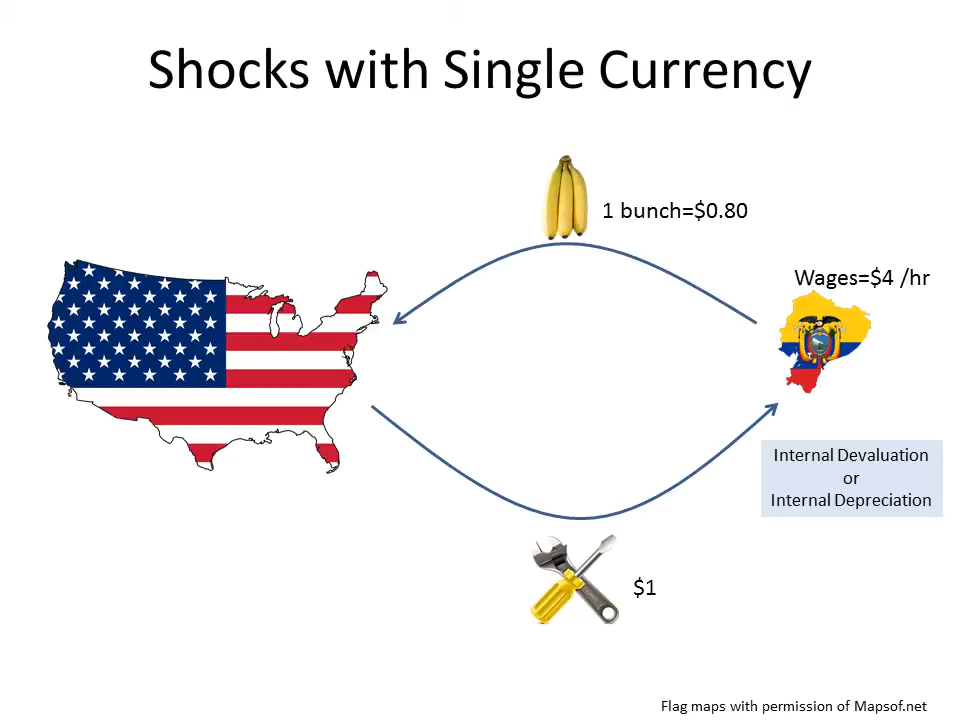 Shocks with Single Currency
1 bunch=$0.80
Wages=$4 /hr
Internal Devaluation
or
Internal Depreciation
$1
Flag maps with permission of Mapsof.net